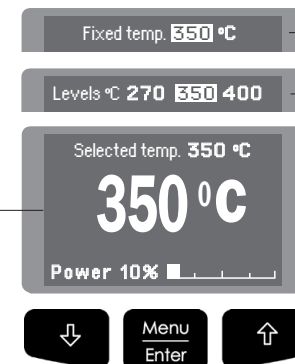 Fixed temp. 350 °C
Levels °C 270 350 400
Selected temp. 350 °C
350 °C
Power 10%
Menu
Enter